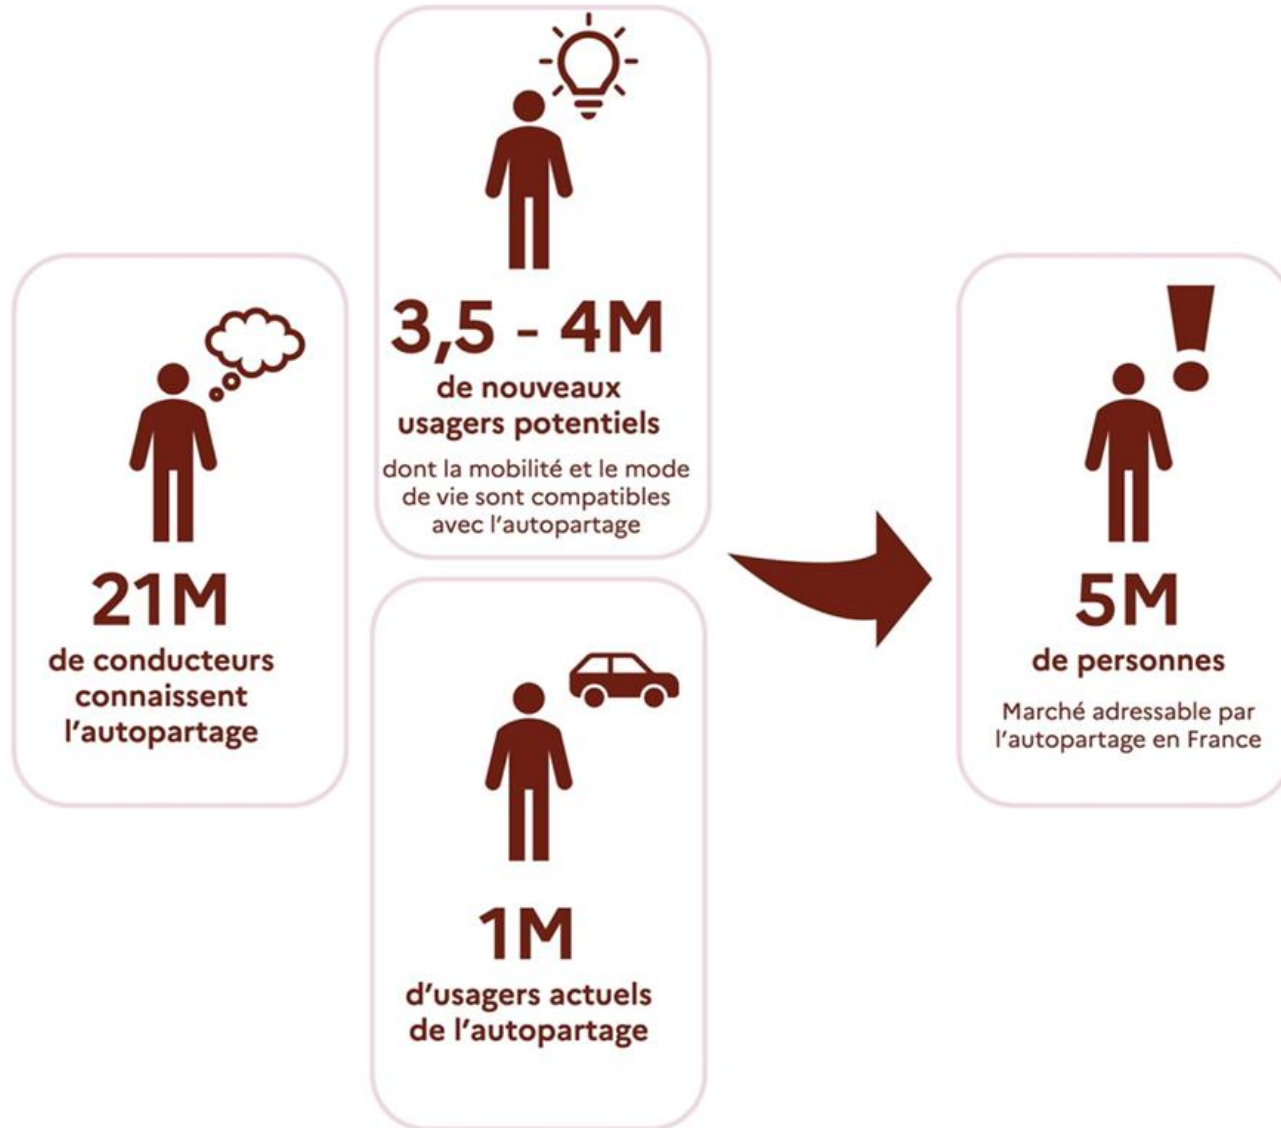 21M
de conducteurs
connaissent
l'autopartage
3,5 - 4M
de nouveaux
usagers potentiels
dont la mobilité et le mode
de vie sont compatibles
avec l'autopartage
1M
d'usagers actuels
de l'autopartage
5M
de personnes
Marché adressable par
l'autopartage en France